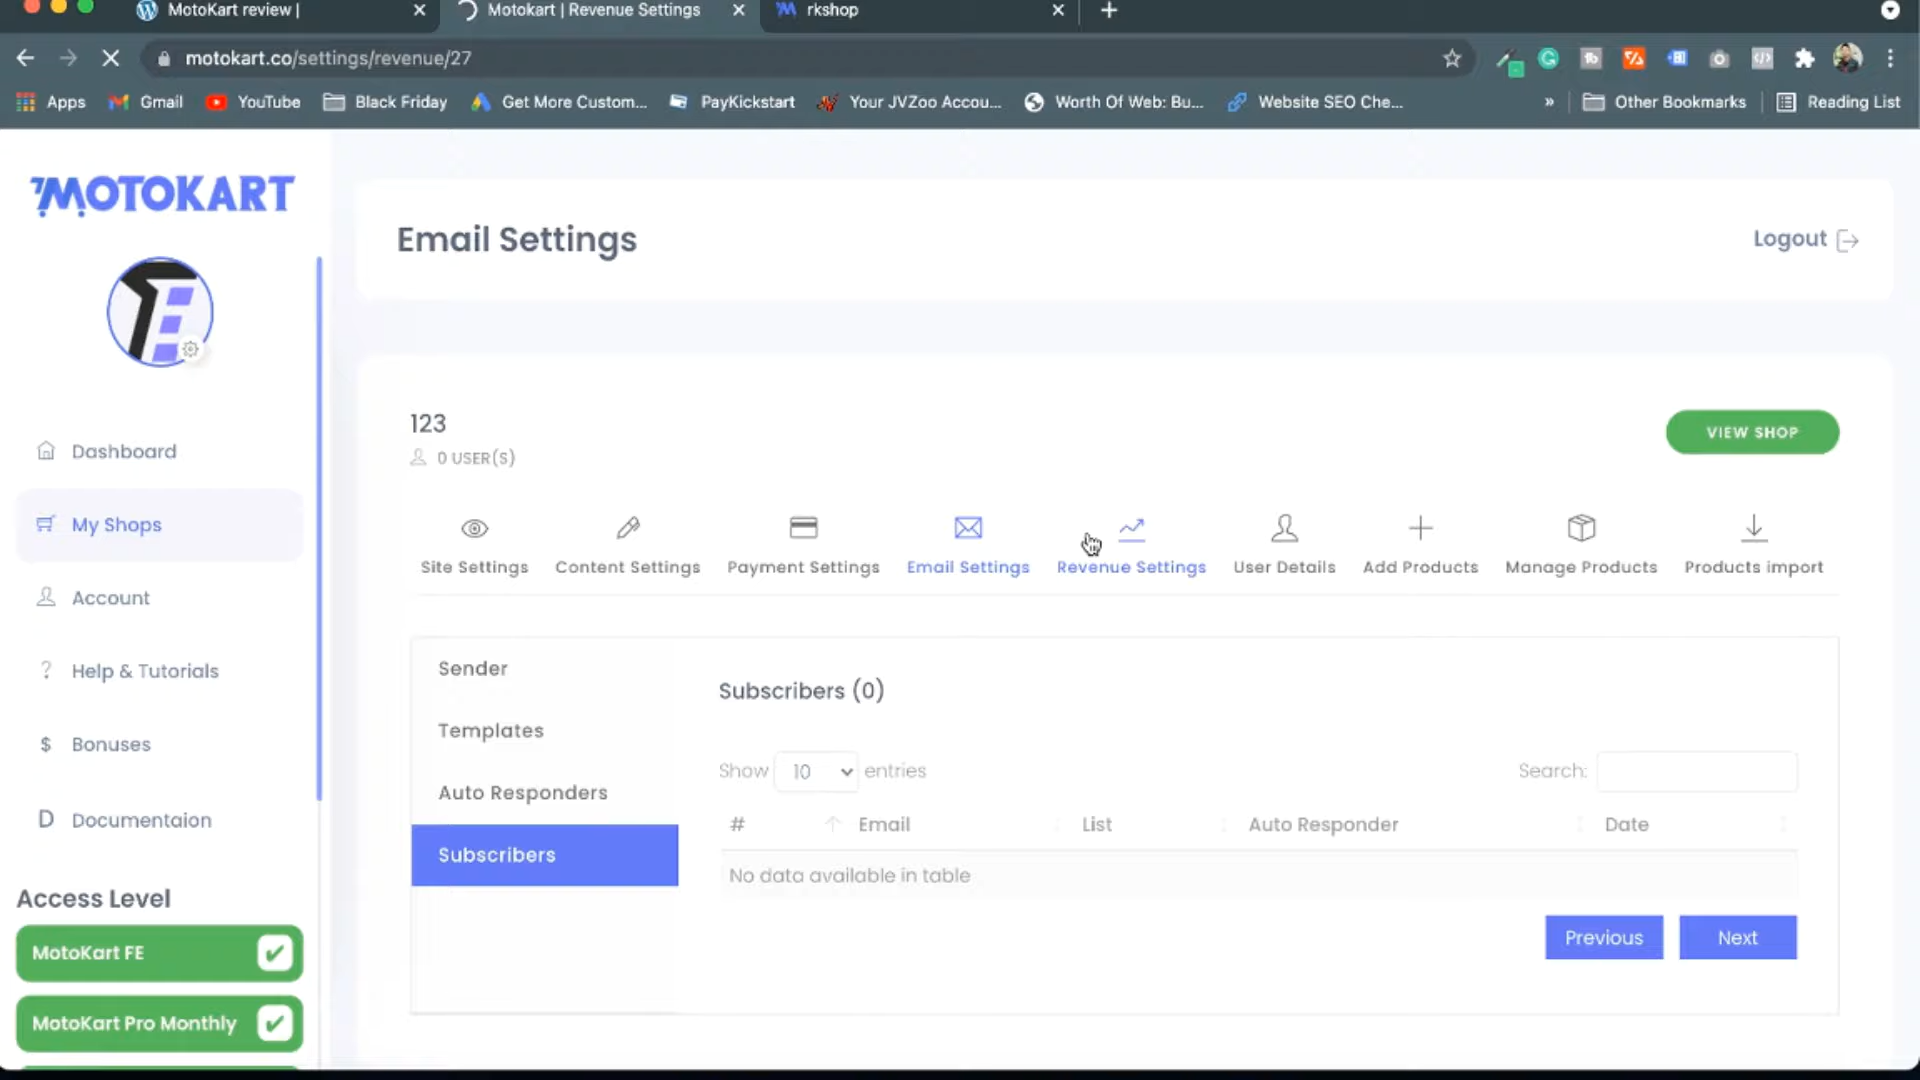 MotoKart review |
Motokart | Revenue Settings
rkshop
motokart.co/settings/revenue/27
Apps
Gmail
YouTube
Black Friday
Get More Custom...
PayKickstart
Your JVZoo Accou...
Worth Of Web: Bu...
Website SEO Che...
»
Other Bookmarks
Reading List
MOTOKART
Email Settings
Logout
123
0 USER(S)
VIEW SHOP
Site Settings
Content Settings
Payment Settings
Email Settings
Revenue Settings
User Details
Add Products
Manage Products
Products import
Dashboard
My Shops
Account
? Help & Tutorials
$ Bonuses
D Documentaion
Access Level
MotoKart FE
MotoKart Pro Monthly
Sender
Templates
Auto Responders
Subscribers
Subscribers (0)
Show 10 entries
Search:
# Email List Auto Responder Date
No data available in table
Previous
Next